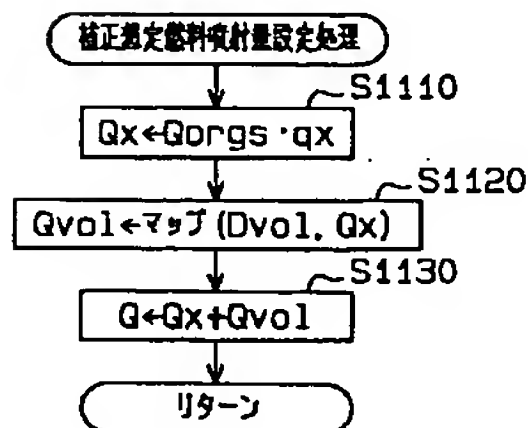 補正想定燃料噴射量設定処理
S1110
Qx←Qorgs・qx
S1120
Qvol←マップ(Dvol, Qx)
S1130
Q←Qx+Qvol
リターン